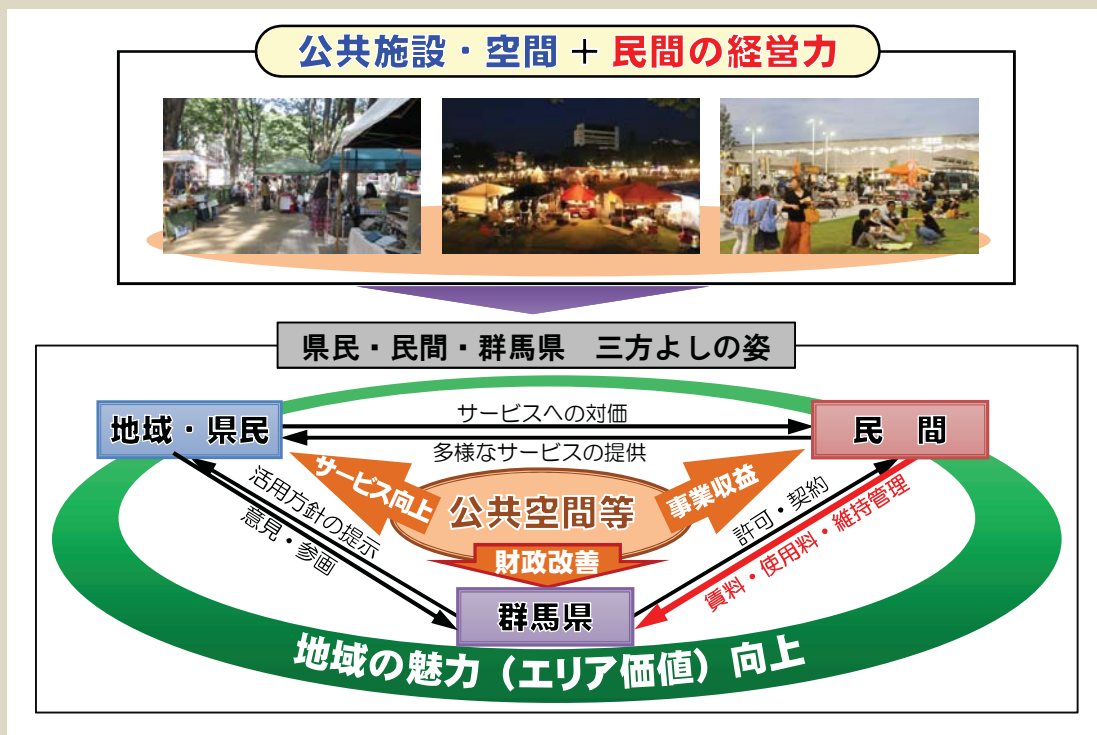 公共施設・空間 + 民間の経営力
県民・民間・群馬県　三方よしの姿
地域・県民
サービスへの対価
民　間
多様なサービスの提供
サービス向上
公共空間等
事業収益
活用方針の提示
意見・参画
許可・契約
賃料・使用料・維持管理
財政改善
群馬県
地域の魅力（エリア価値）向上